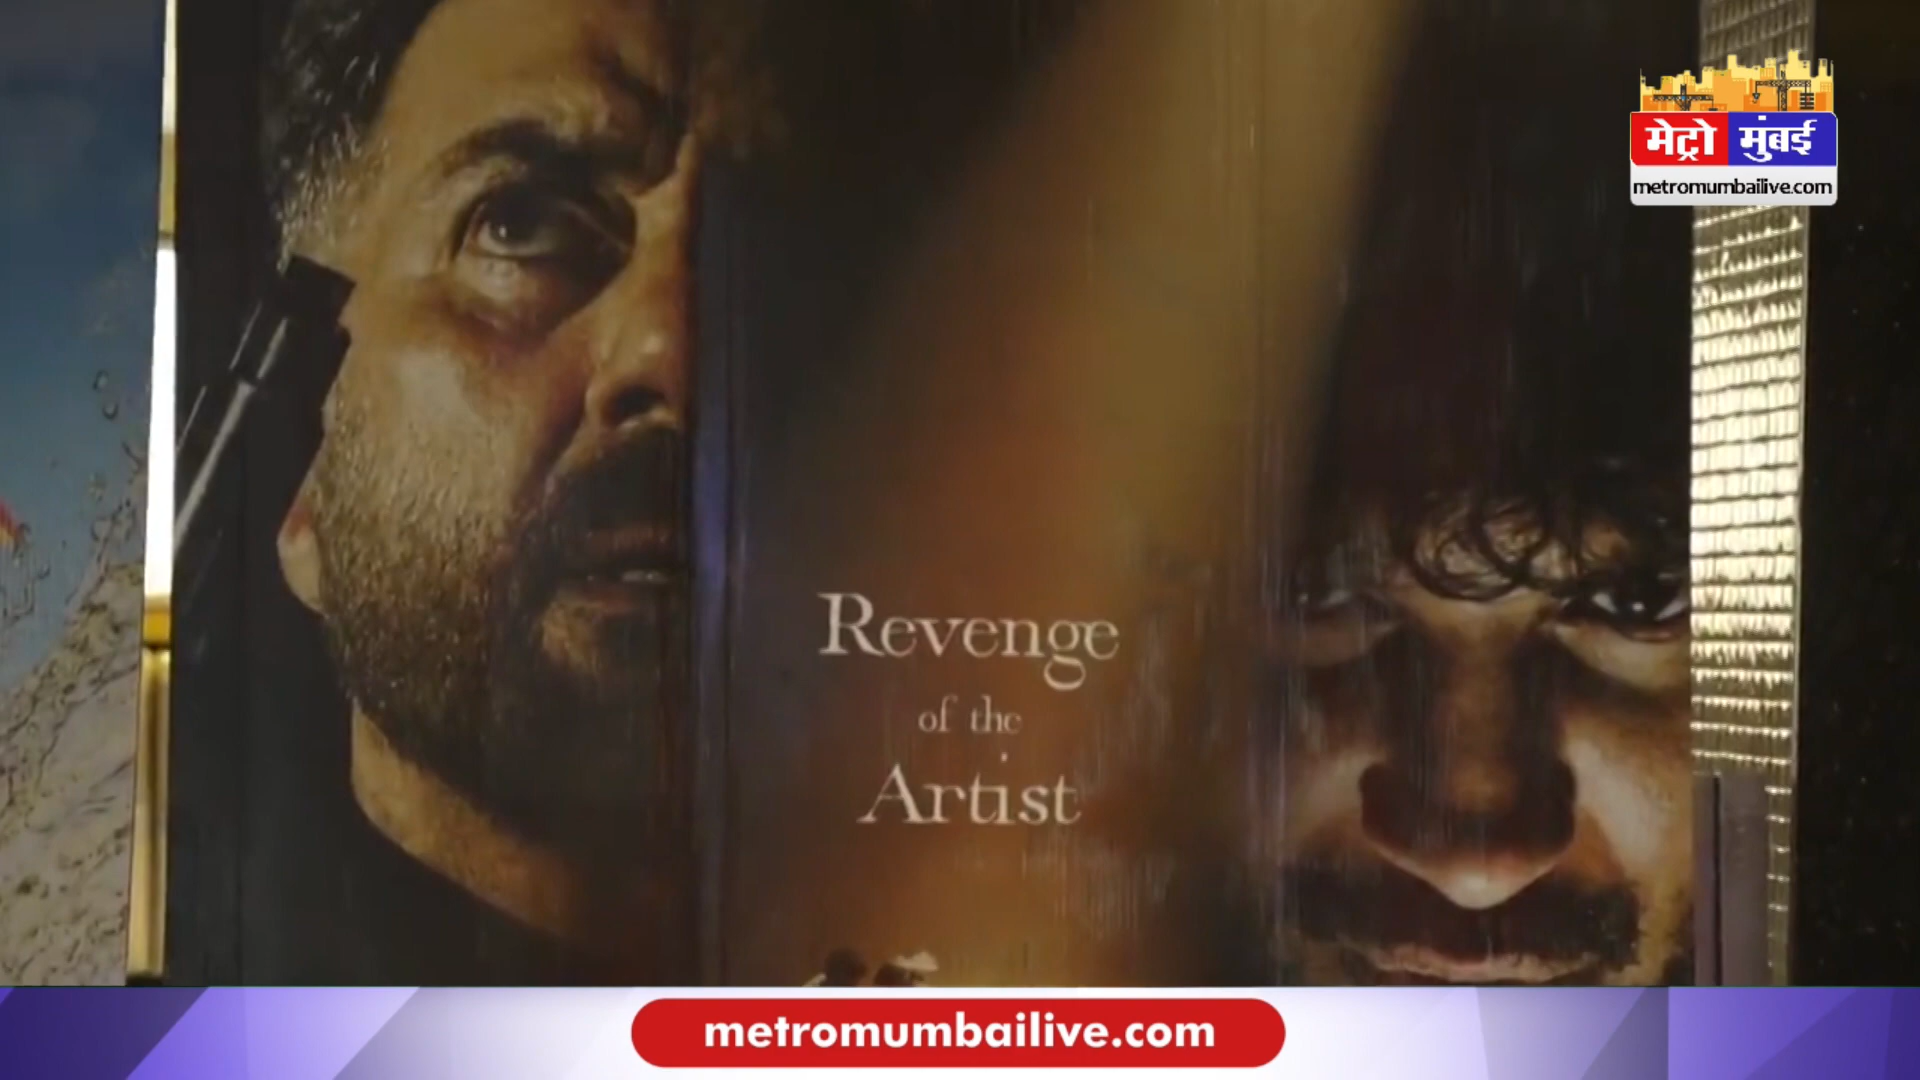 मेट्रो मुंबई
metromumbailive.com
Revenge
of the
Artist
metromumbailive.com